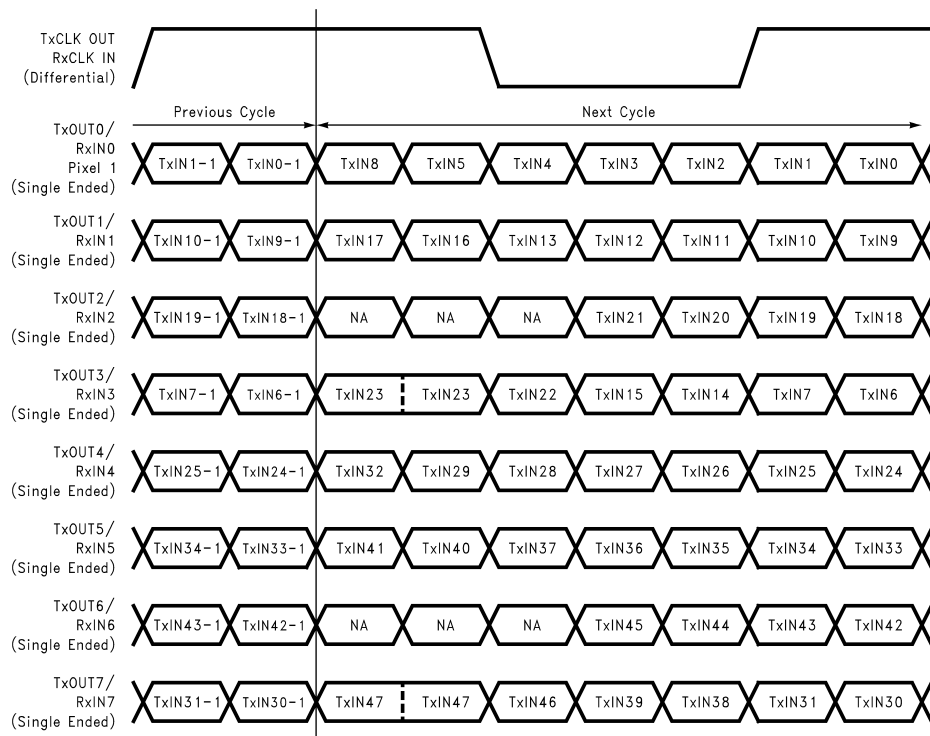 TxCLK OUT
RxCLK IN
(Differential)
Previous Cycle Next Cycle
TxOUT0/
RxIN0
Pixel 1
(Single Ended)
TxIN1-1 TxIN0-1 TxIN8 TxIN5 TxIN4 TxIN3 TxIN2 TxIN1 TxIN0
TxOUT1/
RxIN1
(Single Ended)
TxIN10-1 TxIN9-1 TxIN17 TxIN16 TxIN13 TxIN12 TxIN11 TxIN10 TxIN9
TxOUT2/
RxIN2
(Single Ended)
TxIN19-1 TxIN18-1 NA NA NA TxIN21 TxIN20 TxIN19 TxIN18
TxOUT3/
RxIN3
(Single Ended)
TxIN7-1 TxIN6-1 TxIN23 TxIN23 TxIN22 TxIN15 TxIN14 TxIN7 TxIN6
TxOUT4/
RxIN4
(Single Ended)
TxIN25-1 TxIN24-1 TxIN32 TxIN29 TxIN28 TxIN27 TxIN26 TxIN25 TxIN24
TxOUT5/
RxIN5
(Single Ended)
TxIN34-1 TxIN33-1 TxIN41 TxIN40 TxIN37 TxIN36 TxIN35 TxIN34 TxIN33
TxOUT6/
RxIN6
(Single Ended)
TxIN43-1 TxIN42-1 NA NA NA TxIN45 TxIN44 TxIN43 TxIN42
TxOUT7/
RxIN7
(Single Ended)
TxIN31-1 TxIN30-1 TxIN47 TxIN47 TxIN46 TxIN39 TxIN38 TxIN31 TxIN30